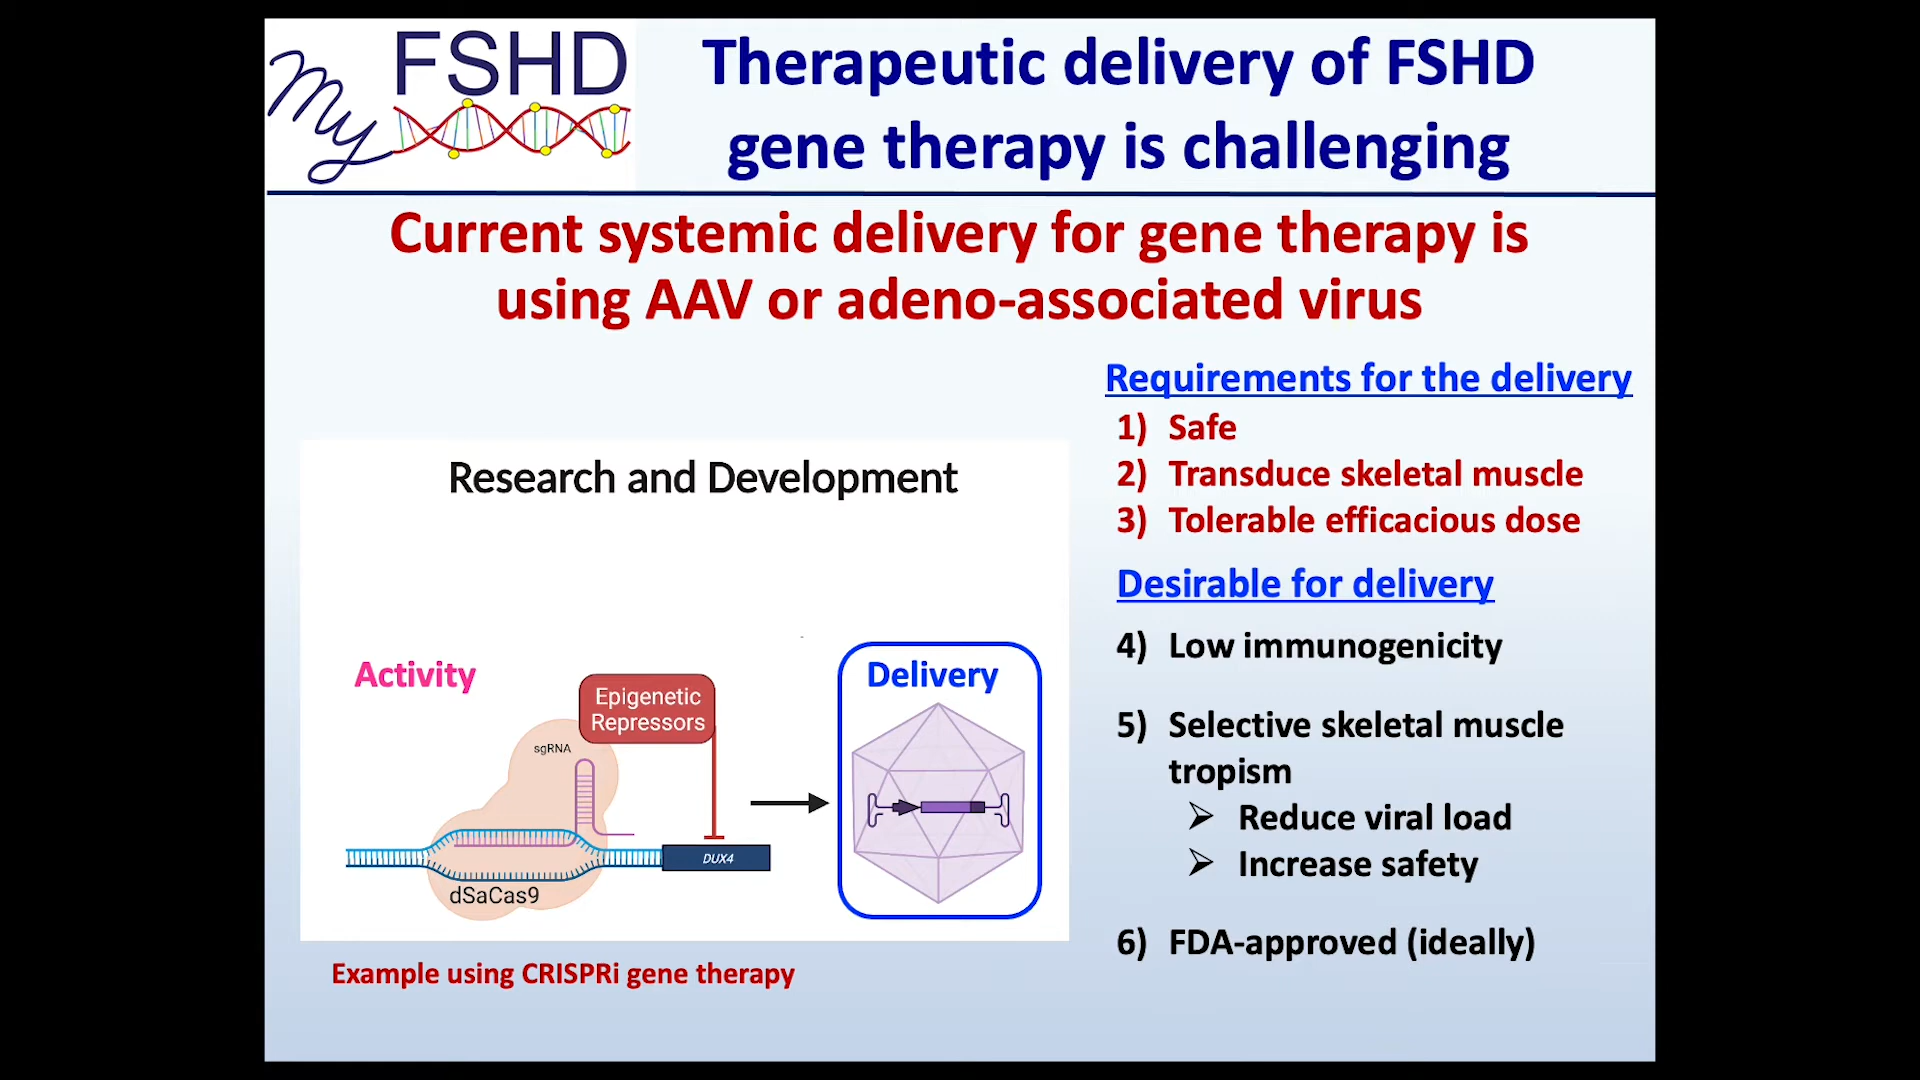 My FSHD
Therapeutic delivery of FSHD
gene therapy is challenging
Current systemic delivery for gene therapy is
using AAV or adeno-associated virus
Research and Development
Activity
Epigenetic
Repressors
sgRNA
DUX4
dSaCas9
Delivery
Example using CRISPRi gene therapy
Requirements for the delivery
1) Safe
2) Transduce skeletal muscle
3) Tolerable efficacious dose
Desirable for delivery
4) Low immunogenicity
5) Selective skeletal muscle
tropism
➢ Reduce viral load
➢ Increase safety
6) FDA-approved (ideally)